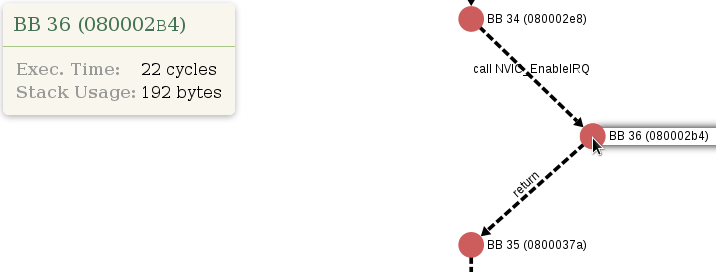 BB 36 (080002B4)
Exec. Time: 22 cycles
Stack Usage: 192 bytes
BB 34 (080002e8)
call NVIC_EnableIRQ
BB 36 (080002b4)
return
BB 35 (0800037a)